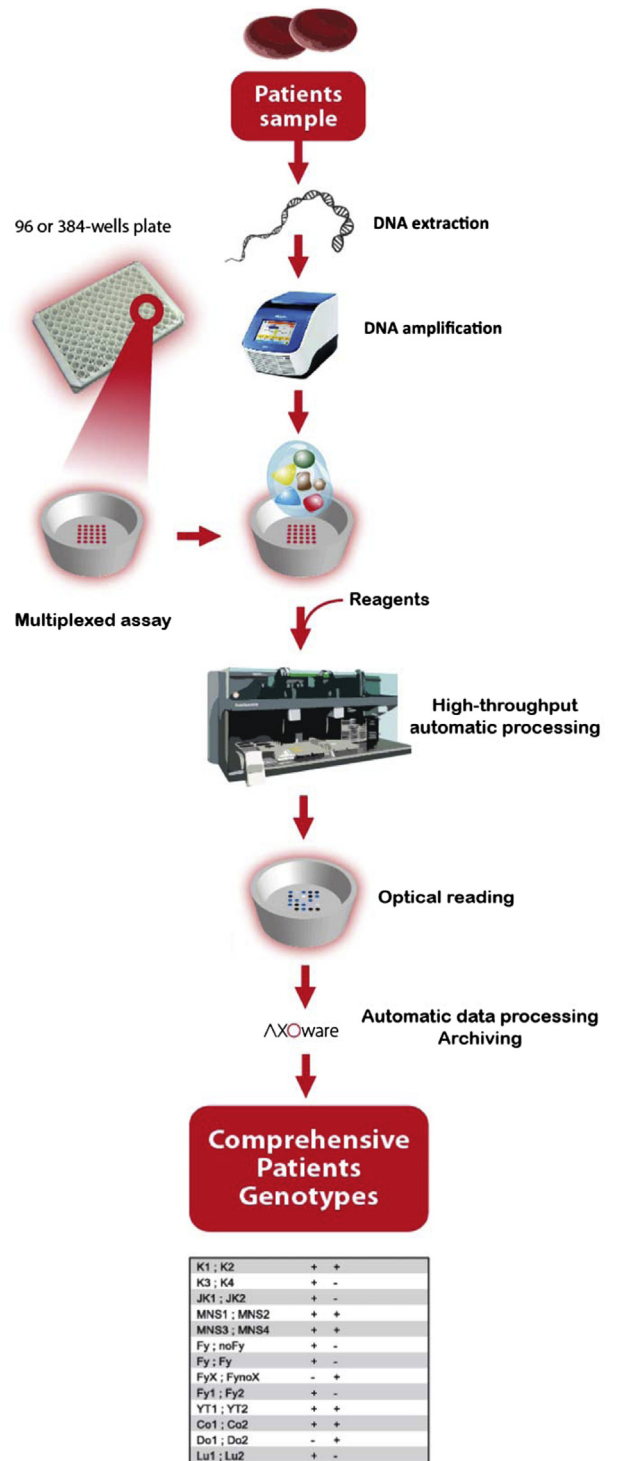 Patients
sample
DNA extraction
96 or 384-wells plate
DNA amplification
Multiplexed assay
Reagents
High-throughput
automatic processing
Optical reading
ΛXOware
Automatic data processing
Archiving
Comprehensive
Patients
Genotypes
K1 ; K2 + +
K3 ; K4 + -
JK1 ; JK2 + -
MNS1 ; MNS2 + +
MNS3 ; MNS4 + +
Fy ; noFy + -
Fy ; Fy + -
FyX ; FynoX - +
Fy1 ; Fy2 + -
YT1 ; YT2 + +
Co1 ; Co2 + +
Do1 ; Do2 - +
Lu1 ; Lu2 + -